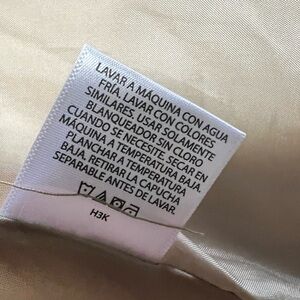 LAVAR A MÁQUINA CON AGUA
FRÍA. LAVAR CON COLORES
SIMILARES. USAR SOLAMENTE
BLANQUEADOR SIN CLORO
CUANDO SE NECESITE. SECAR EN
MÁQUINA A TEMPERATURA BAJA.
PLANCHAR A TEMPERATURA
BAJA. RETIRAR LA CAPUCHA
SEPARABLE ANTES DE LAVAR.
H3K